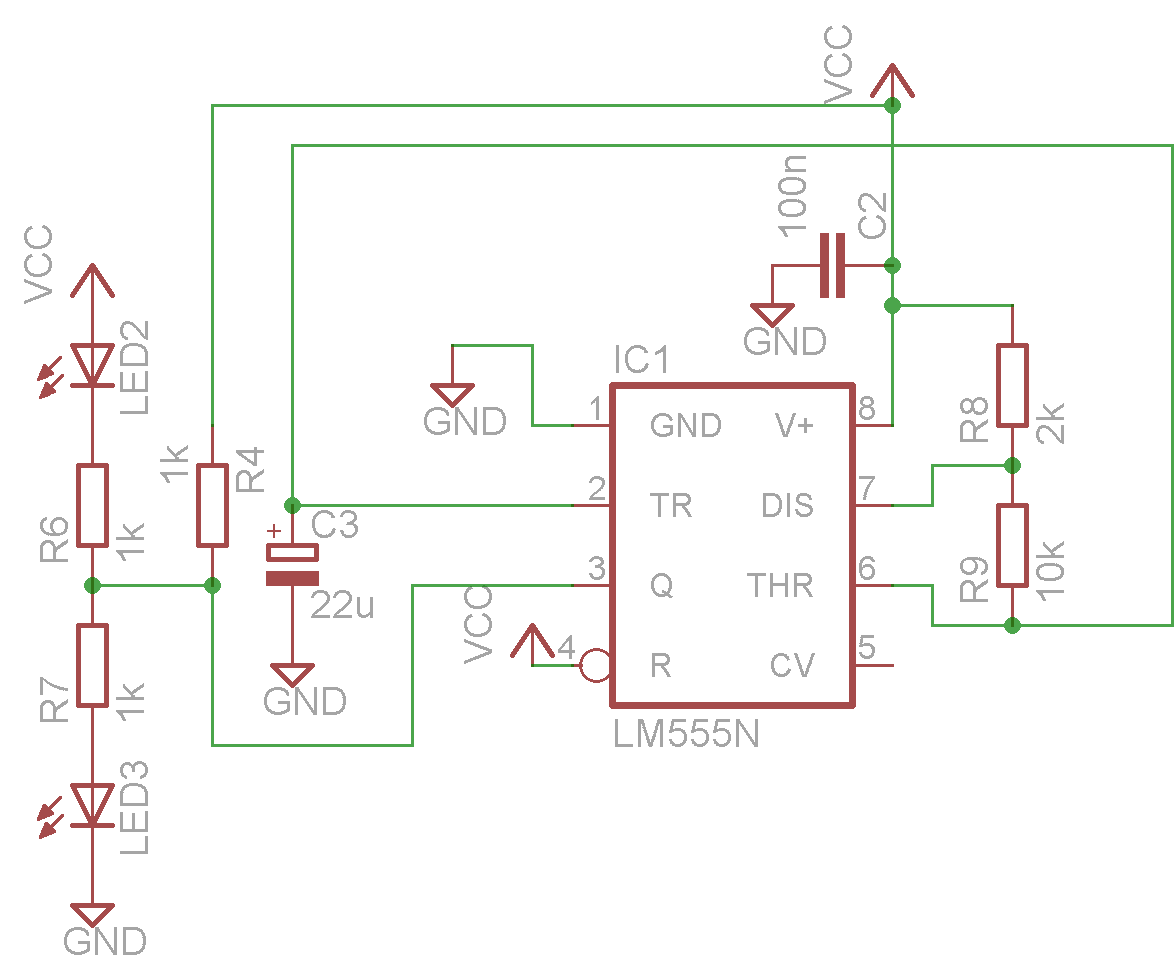 VCC
100n
C2
GND
VCC
LED2
R6
1k
1k
R4
R7
1k
LED3
GND
C3
+
22u
GND
GND
IC1
1
GND
V+
8
2
TR
DIS
7
3
Q
THR
6
4
R
CV
5
VCC
LM555N
R8
2k
R9
10k